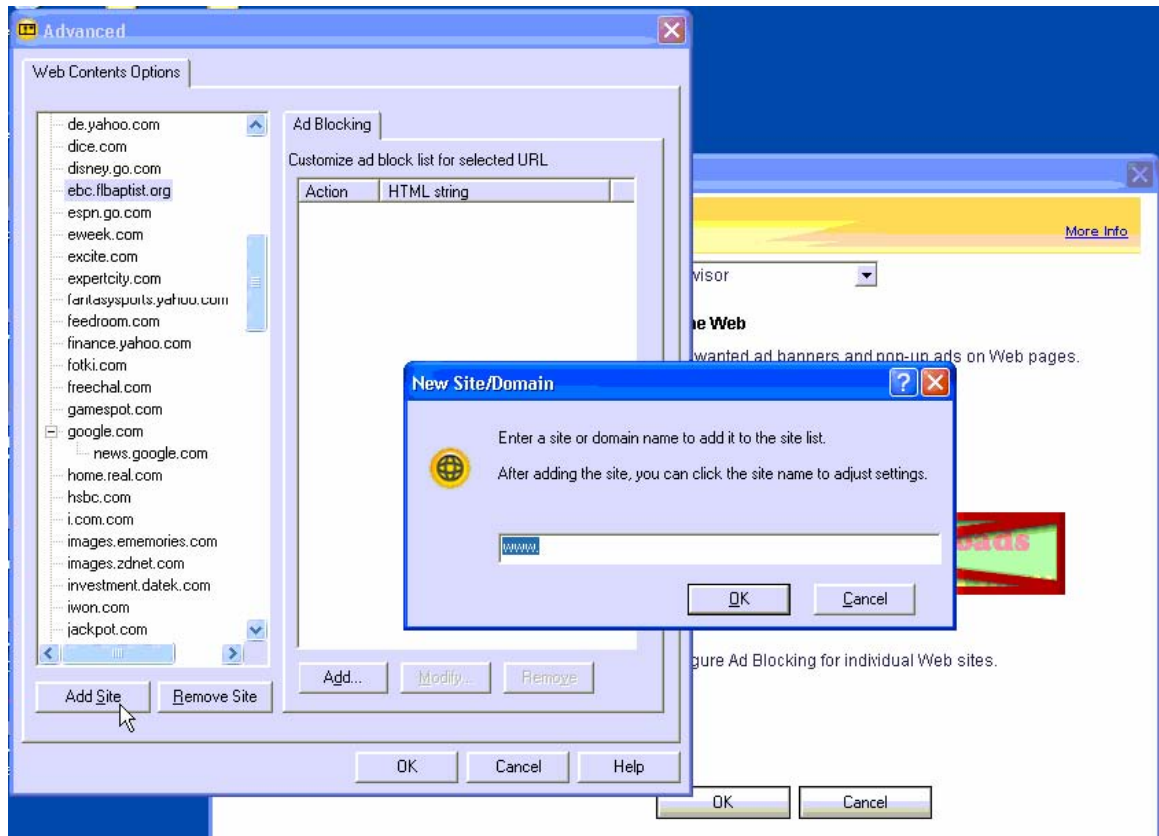 Advanced
Web Contents Options
de.yahoo.com
dice.com
disney.go.com
ebc.flbaptist.org
espn.go.com
eweek.com
excite.com
expertcity.com
fantasysports.yahoo.com
feedroom.com
finance.yahoo.com
fotki.com
freechal.com
gamespot.com
google.com
news.google.com
home.real.com
hsbc.com
i.com.com
images.ememories.com
images.zdnet.com
investment.datek.com
iwon.com
jackpot.com
Add Site
Remove Site
Ad Blocking
Customize ad block list for selected URL
Action HTML string
Add...
Modify...
Remove
OK Cancel Help
More Info
visor
e Web
wanted ad banners and pop-up ads on Web pages.
New Site/Domain
Enter a site or domain name to add it to the site list.
After adding the site, you can click the site name to adjust settings.
www.
OK Cancel
oads
gure Ad Blocking for individual Web sites.
OK Cancel